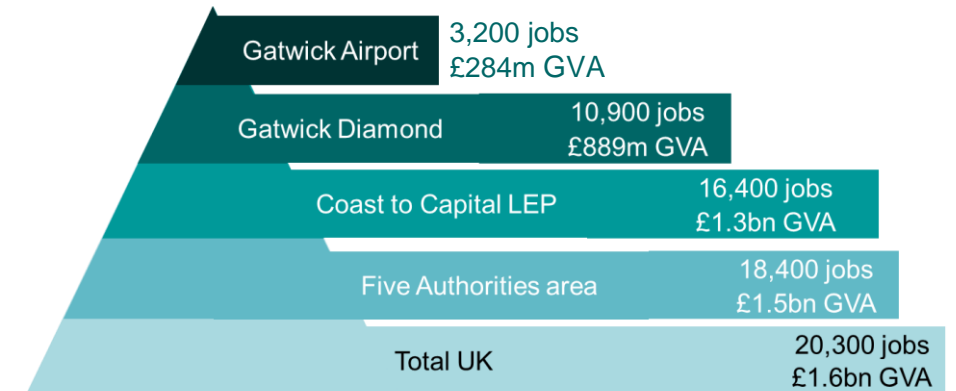 Gatwick Airport
3,200 jobs
£284m GVA
Gatwick Diamond
10,900 jobs
£889m GVA
Coast to Capital LEP
16,400 jobs
£1.3bn GVA
Five Authorities area
18,400 jobs
£1.5bn GVA
Total UK
20,300 jobs
£1.6bn GVA